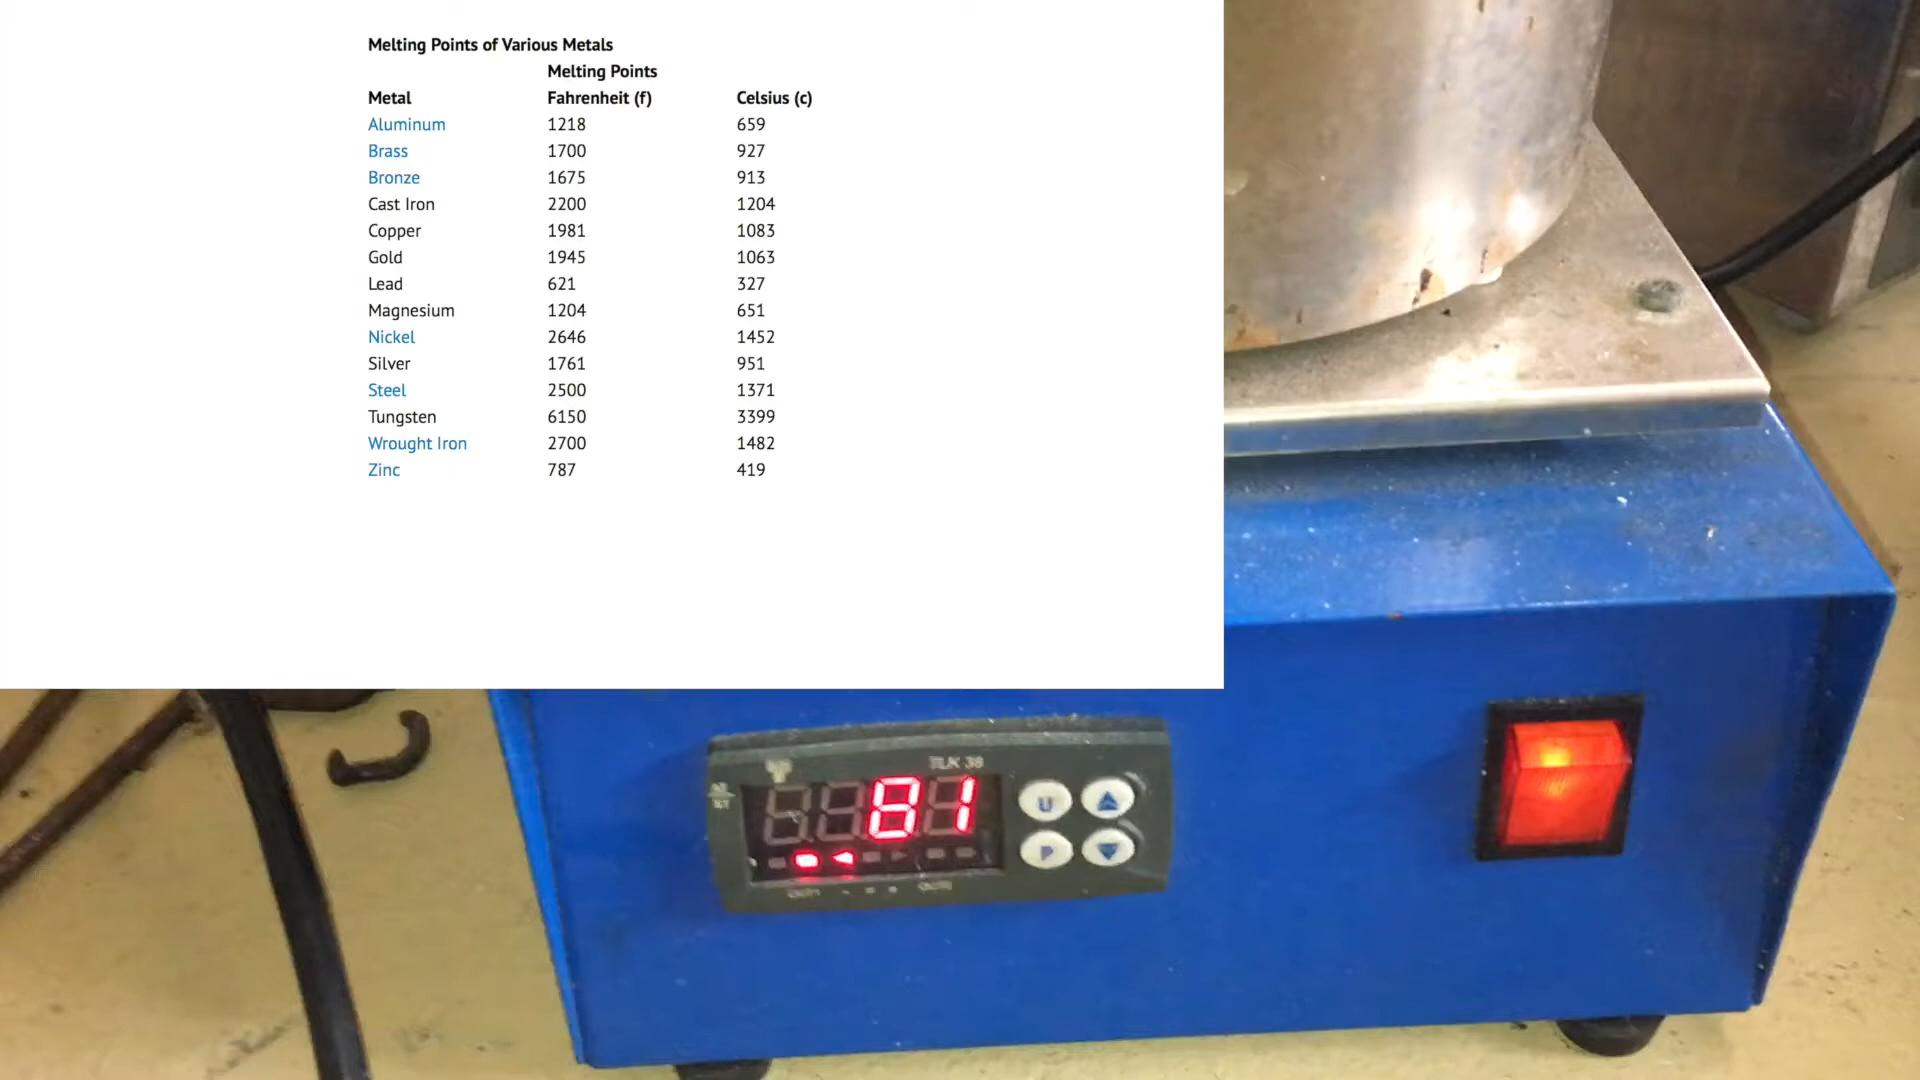 Melting Points of Various Metals
Melting Points
Metal Fahrenheit (f) Celsius (c)
Aluminum 1218 659
Brass 1700 927
Bronze 1675 913
Cast Iron 2200 1204
Copper 1981 1083
Gold 1945 1063
Lead 621 327
Magnesium 1204 651
Nickel 2646 1452
Silver 1761 951
Steel 2500 1371
Tungsten 6150 3399
Wrought Iron 2700 1482
Zinc 787 419
TLK 38
81
U
P